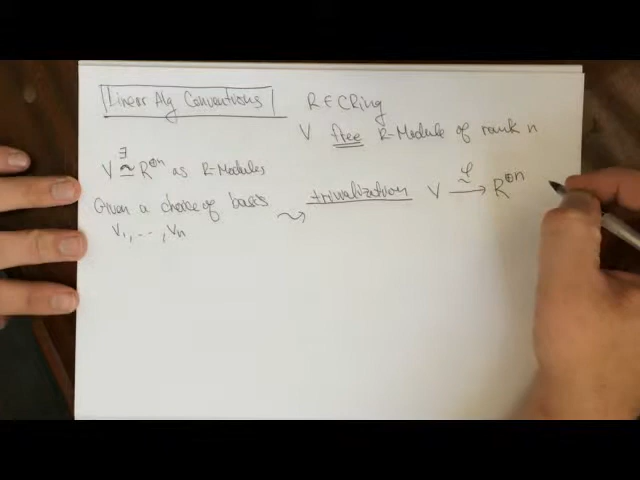 Linear Alg Conventions
R ∈ CRing
V free R-Module of rank n
V ≅^∃ R^⊕n as R-Modules
Given a choice of basis
v₁, ..., vₙ
⇝ trivialization V →^φ~ R^⊕n